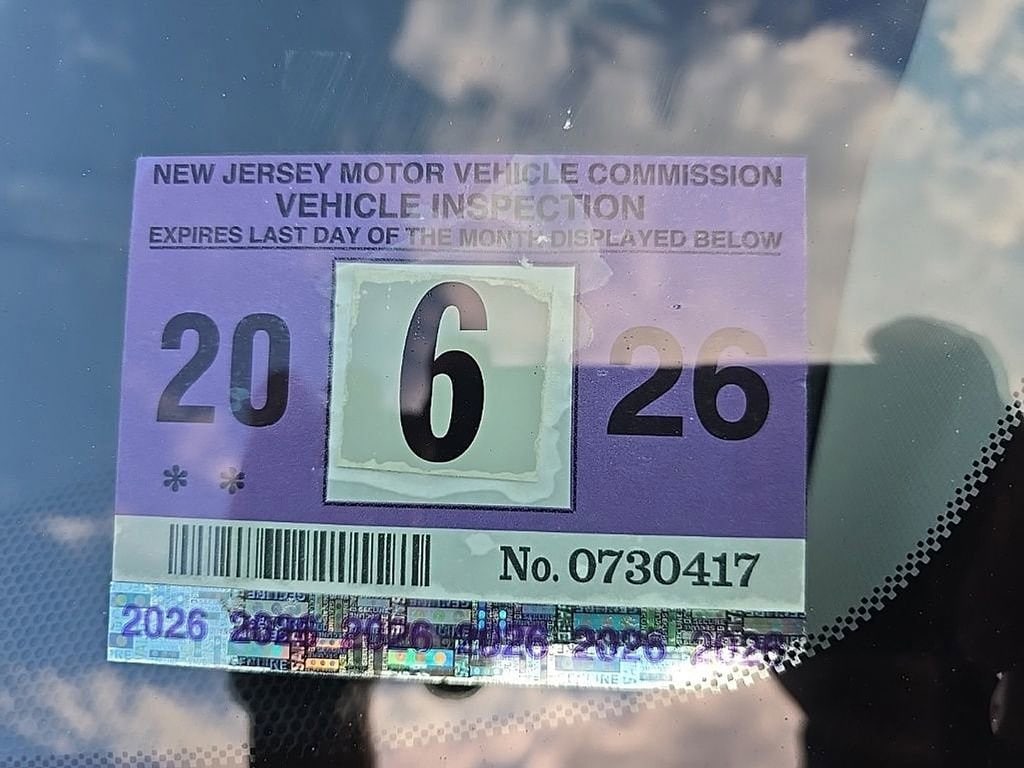 NEW JERSEY MOTOR VEHICLE COMMISSION
VEHICLE INSPECTION
EXPIRES LAST DAY OF THE MONTH DISPLAYED BELOW
20 6 26
* *
No. 0730417
2026 2026 2026 2026 2026 2026